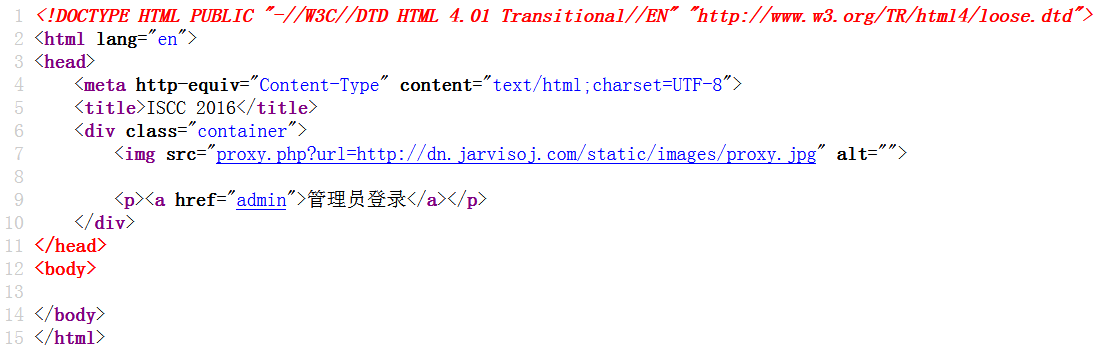 1 <!DOCTYPE HTML PUBLIC "-//W3C//DTD HTML 4.01 Transitional//EN" "http://www.w3.org/TR/html4/loose.dtd">
2 <html lang="en">
3 <head>
4     <meta http-equiv="Content-Type" content="text/html;charset=UTF-8">
5     <title>ISCC 2016</title>
6     <div class="container">
7         <img src="proxy.php?url=http://dn.jarvisoj.com/static/images/proxy.jpg" alt="">
8
9         <p><a href="admin">管理员登录</a></p>
10     </div>
11 </head>
12 <body>
13
14 </body>
15 </html>